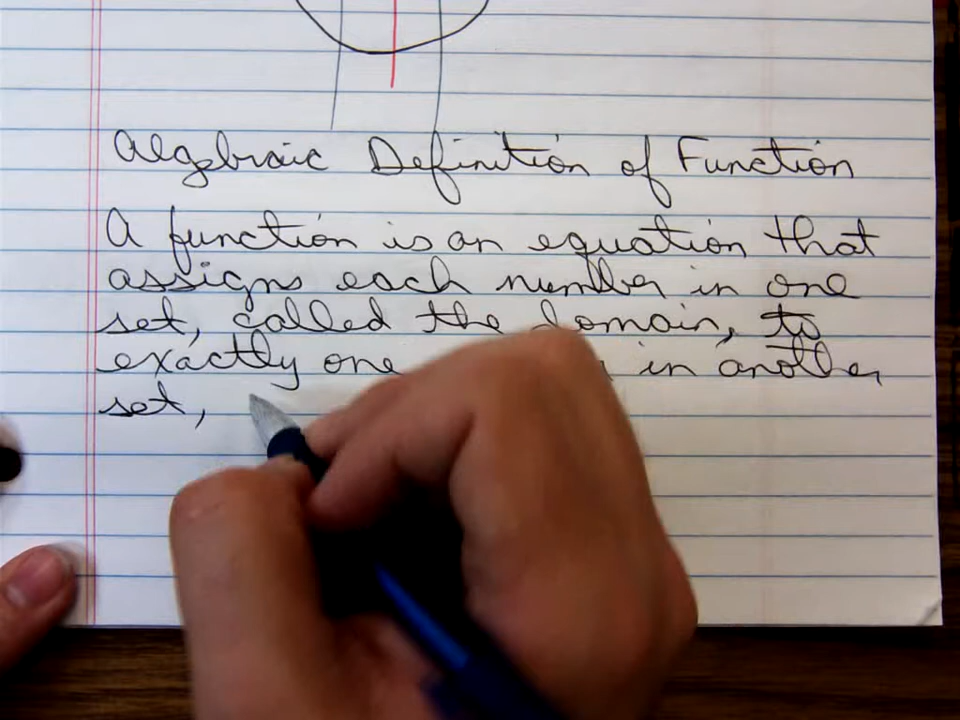 Algebraic Definition of Function
A function is an equation that
assigns each number in one
set, called the domain, to
exactly one in another
set,